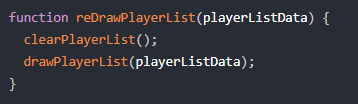 function reDrawPlayerList(playerListData) {
  clearPlayerList();
  drawPlayerList(playerListData);
}